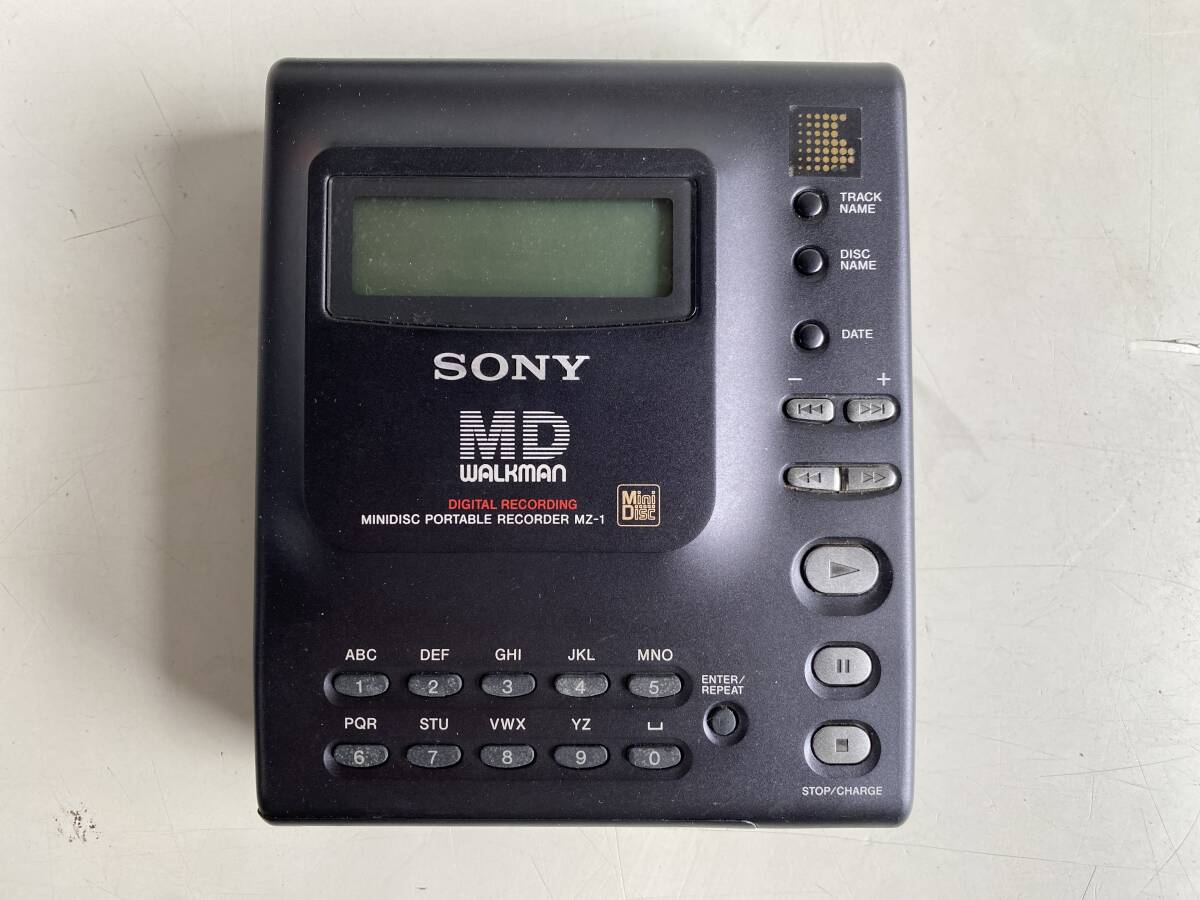 TRACK
NAME
DISC
NAME
DATE
− +
SONY
MD
WALKMAN
DIGITAL RECORDING
MINIDISC PORTABLE RECORDER MZ-1
Mini
Disc
ABC DEF GHI JKL MNO
1 2 3 4 5
ENTER/
REPEAT
PQR STU VWX YZ ␣
6 7 8 9 0
STOP/CHARGE